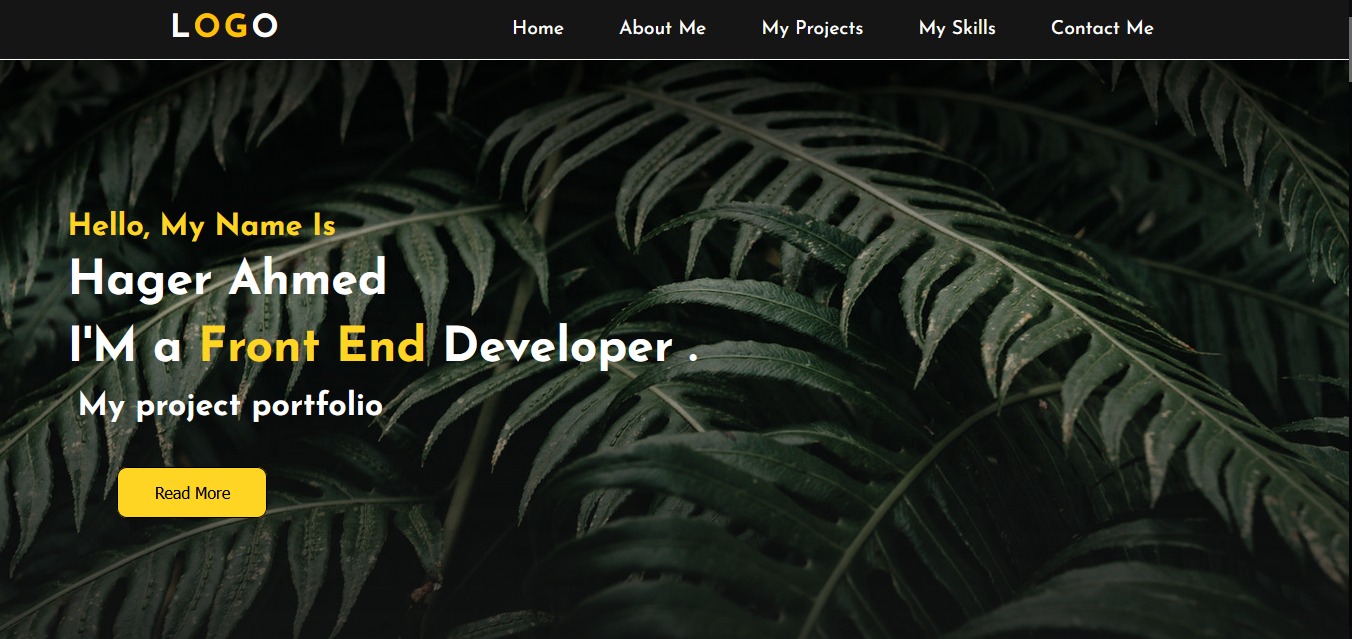 LOGO
Home About Me My Projects My Skills Contact Me
Hello, My Name Is
Hager Ahmed
I'M a Front End Developer .
My project portfolio
Read More